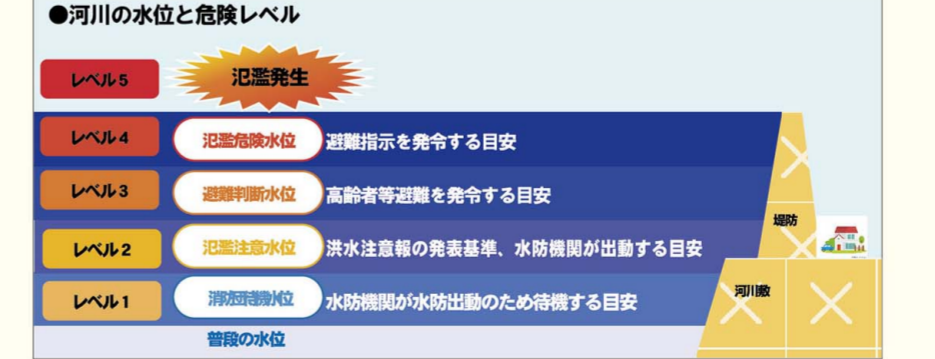 ●河川の水位と危険レベル
レベル5 氾濫発生
レベル4 氾濫危険水位 避難指示を発令する目安
レベル3 避難判断水位 高齢者等避難を発令する目安
堤防
レベル2 氾濫注意水位 洪水注意報の発表基準、水防機関が出動する目安
河川敷
レベル1 水防機関が水防出動のため待機する目安
普段の水位